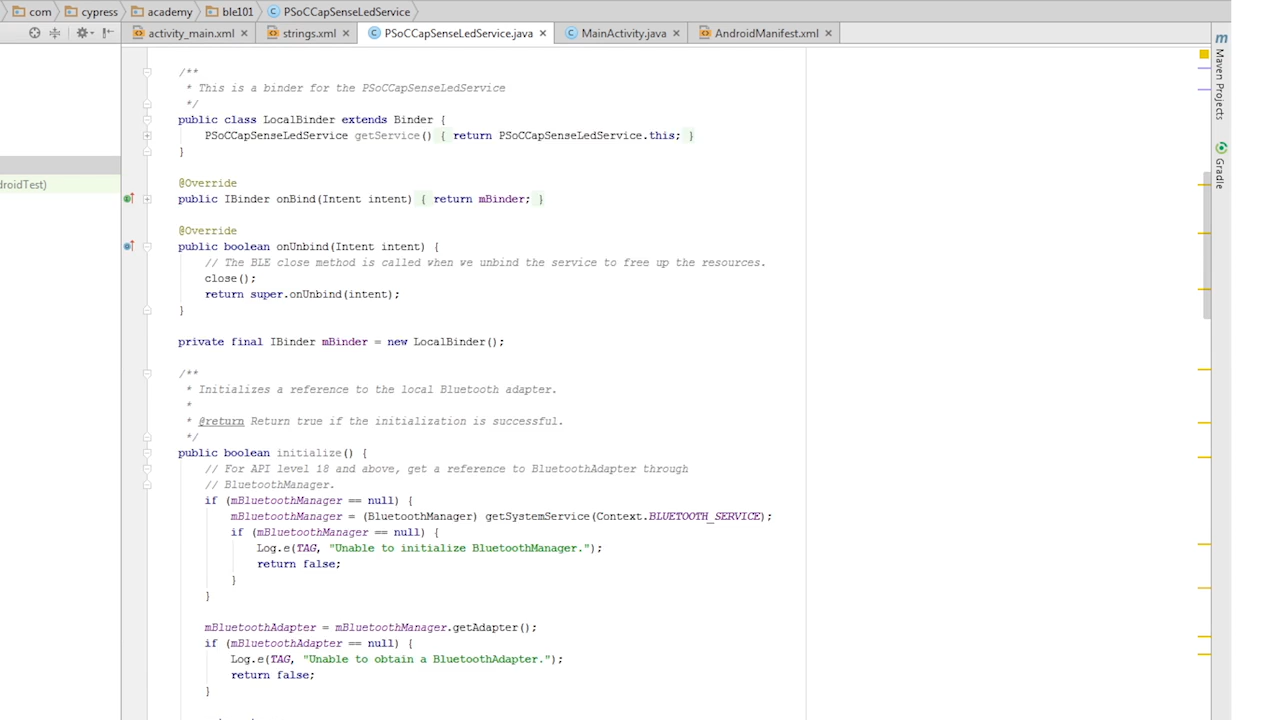 com cypress academy ble101 PSoCCapSenseLedService
activity_main.xml strings.xml PSoCCapSenseLedService.java MainActivity.java AndroidManifest.xml
/**
* This is a binder for the PSoCCapSenseLedService
*/
public class LocalBinder extends Binder {
PSoCCapSenseLedService getService() { return PSoCCapSenseLedService.this; }
}
@Override
public IBinder onBind(Intent intent) { return mBinder; }
@Override
public boolean onUnbind(Intent intent) {
// The BLE close method is called when we unbind the service to free up the resources.
close();
return super.onUnbind(intent);
}
private final IBinder mBinder = new LocalBinder();
/**
* Initializes a reference to the local Bluetooth adapter.
*
* @return Return true if the initialization is successful.
*/
public boolean initialize() {
// For API level 18 and above, get a reference to BluetoothAdapter through
// BluetoothManager.
if (mBluetoothManager == null) {
mBluetoothManager = (BluetoothManager) getSystemService(Context.BLUETOOTH_SERVICE);
if (mBluetoothManager == null) {
Log.e(TAG, "Unable to initialize BluetoothManager.");
return false;
}
}
mBluetoothAdapter = mBluetoothManager.getAdapter();
if (mBluetoothAdapter == null) {
Log.e(TAG, "Unable to obtain a BluetoothAdapter.");
return false;
}
droidTest)
Maven Projects
Gradle